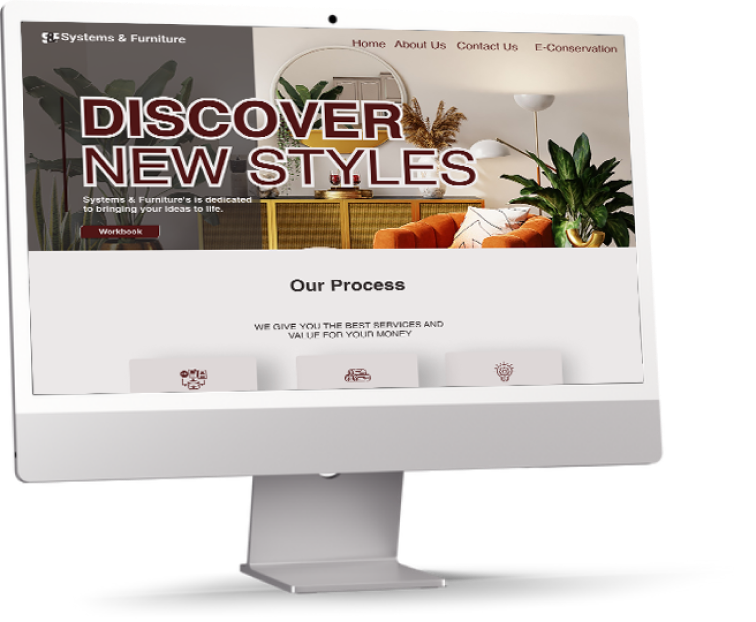 Systems & Furniture
Home About Us Contact Us E-Conservation
DISCOVER
NEW STYLES
Systems & Furniture's is dedicated
to bringing your ideas to life.
Workbook
Our Process
WE GIVE YOU THE BEST SERVICES AND
VALUE FOR YOUR MONEY